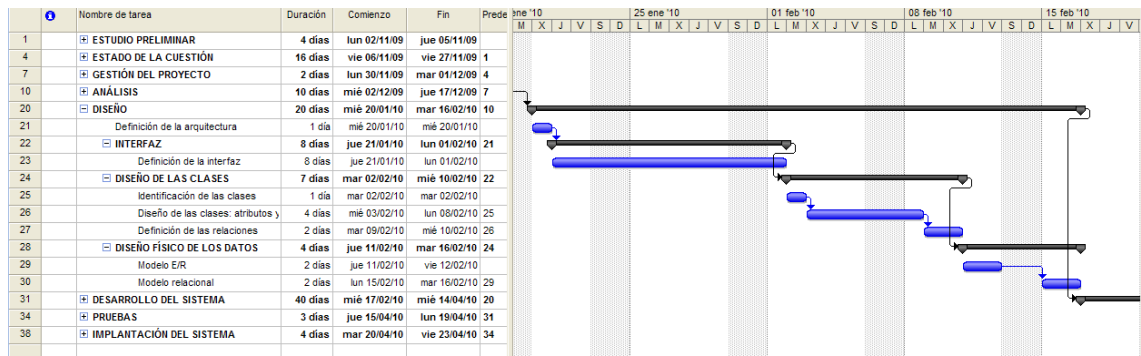 Nombre de tarea Duración Comienzo Fin Prede
ene '10 25 ene '10 01 feb '10 08 feb '10 15 feb '10
M X J V S D L M X J V S D L M X J V S D L M X J V S D L M X J V
1 ESTUDIO PRELIMINAR 4 días lun 02/11/09 jue 05/11/09
4 ESTADO DE LA CUESTIÓN 16 días vie 06/11/09 vie 27/11/09 1
7 GESTIÓN DEL PROYECTO 2 días lun 30/11/09 mar 01/12/09 4
10 ANÁLISIS 10 días mié 02/12/09 jue 17/12/09 7
20 DISEÑO 20 días mié 20/01/10 mar 16/02/10 10
21 Definición de la arquitectura 1 día mié 20/01/10 mié 20/01/10
22 INTERFAZ 8 días jue 21/01/10 lun 01/02/10 21
23 Definición de la interfaz 8 días jue 21/01/10 lun 01/02/10
24 DISEÑO DE LAS CLASES 7 días mar 02/02/10 mié 10/02/10 22
25 Identificación de las clases 1 día mar 02/02/10 mar 02/02/10
26 Diseño de las clases: atributos y 4 días mié 03/02/10 lun 08/02/10 25
27 Definición de las relaciones 2 días mar 09/02/10 mié 10/02/10 26
28 DISEÑO FÍSICO DE LOS DATOS 4 días jue 11/02/10 mar 16/02/10 24
29 Modelo E/R 2 días jue 11/02/10 vie 12/02/10
30 Modelo relacional 2 días lun 15/02/10 mar 16/02/10 29
31 DESARROLLO DEL SISTEMA 40 días mié 17/02/10 mié 14/04/10 20
34 PRUEBAS 3 días jue 15/04/10 lun 19/04/10 31
38 IMPLANTACIÓN DEL SISTEMA 4 días mar 20/04/10 vie 23/04/10 34